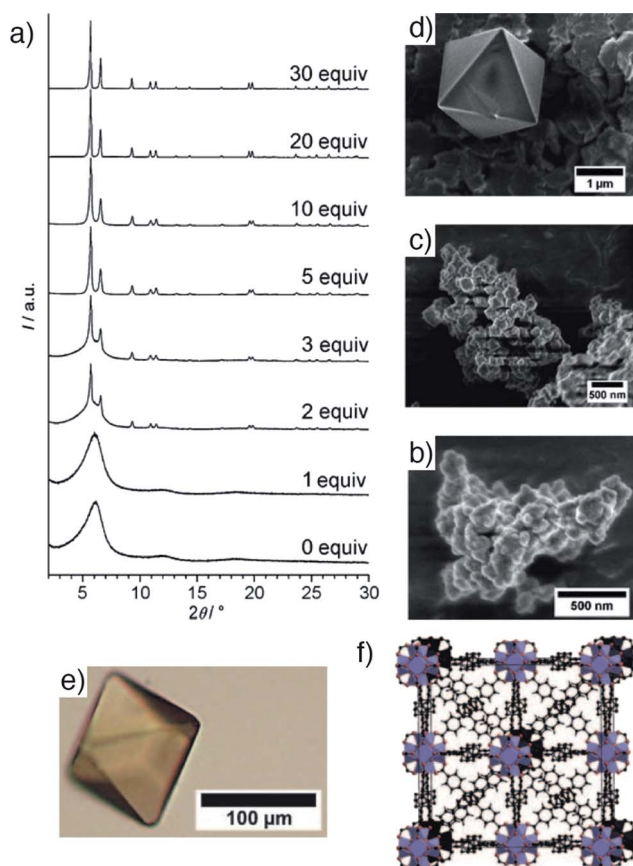 a)
30 equiv
20 equiv
10 equiv
5 equiv
3 equiv
2 equiv
1 equiv
0 equiv
I / a.u.
5 10 15 20 25 30
2θ/°
d)
1 µm
c)
500 nm
b)
500 nm
e)
100 µm
f)